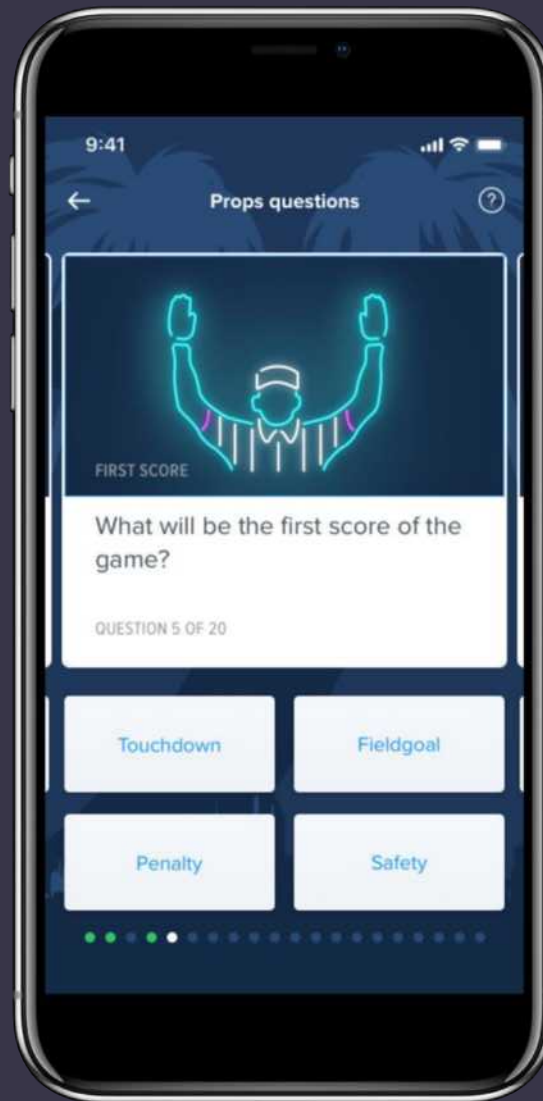 9:41
Props questions
?
FIRST SCORE
What will be the first score of the
game?
QUESTION 5 OF 20
Touchdown
Fieldgoal
Penalty
Safety